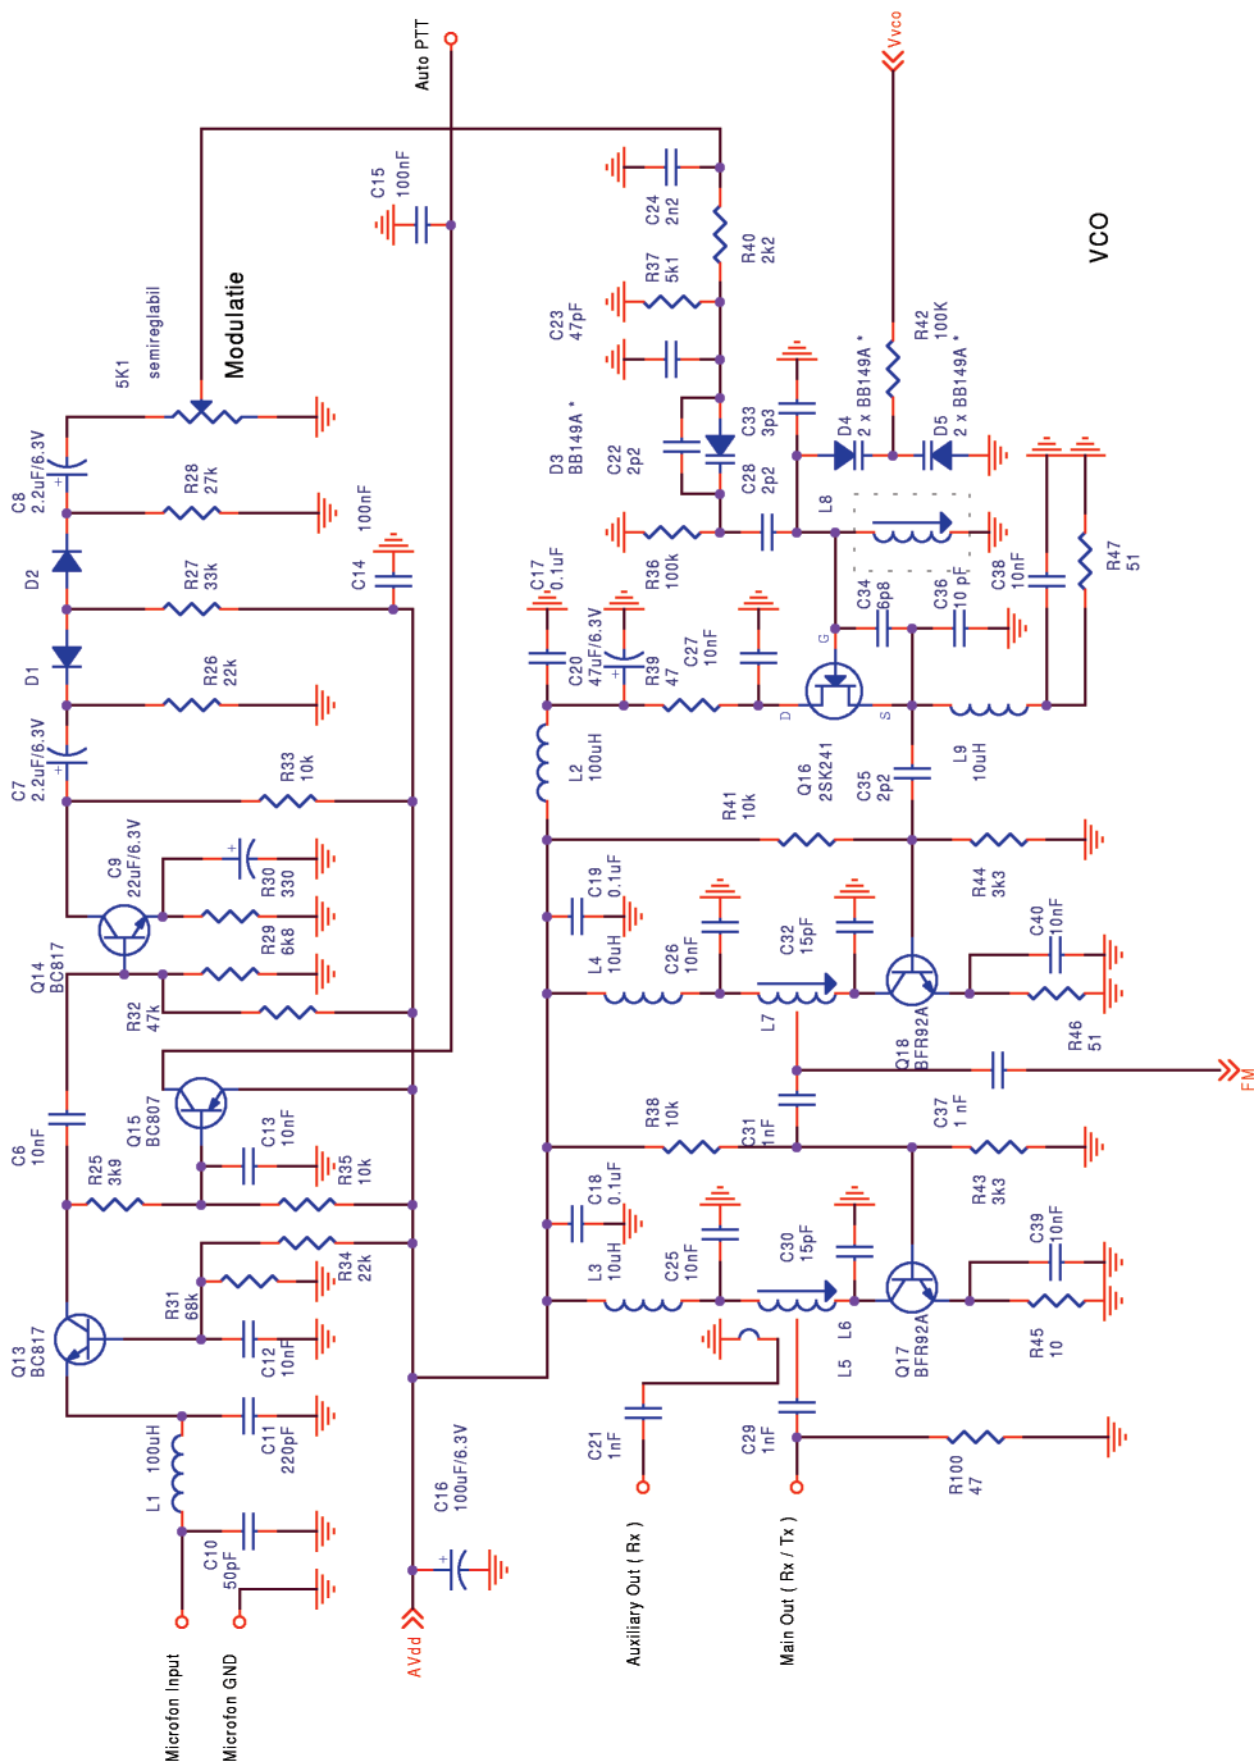 Microfon Input
Microfon GND
L1 100uH
C10
50pF
C11
220pF
Q13
BC817
C12
10nF
R31
68k
R34
22k
R25
3k9
C6
10nF
Q15
BC807
C13
10nF
R35
10k
R32
47k
Q14
BC817
R29
6k8
R30
330
C9
22uF/6.3V
R33
10k
C7
2.2uF/6.3V
+
D1
R26
22k
R27
33k
D2
C8
2.2uF/6.3V
+
R28
27k
5K1
semireglabil
Modulatie
+
C14
100nF
C15
100nF
Auto PTT
AVdd
C16
100uF/6.3V
+
Auxiliary Out ( Rx )
C21
1nF
Main Out ( Rx / Tx )
C29
1nF
R100
47
L5
L6
L3
10uH
C18
0.1uF
C25
10nF
C30
15pF
Q17
BFR92A
R45
10
C39
10nF
R43
3k3
R38
10k
C31
1nF
C37
1 nF
FM
L4
10uH
C19
0.1uF
C26
10nF
L7
C32
15pF
Q18
BFR92A
R46
51
C40
10nF
R44
3k3
R41
10k
L2
100uH
C17
0.1uF
C20
47uF/6.3V
+
R39
47
C27
10nF
Q16
2SK241
D
G
S
C35
2p2
L9
10uH
C34
6p8
C36
10 pF
C38
10nF
R47
51
L8
R36
100k
C28
2p2
D3
BB149A *
C22
2p2
C33
3p3
C23
47pF
R37
5k1
C24
2n2
R40
2k2
D4
2 x BB149A *
D5
2 x BB149A *
R42
100K
Vvco
VCO